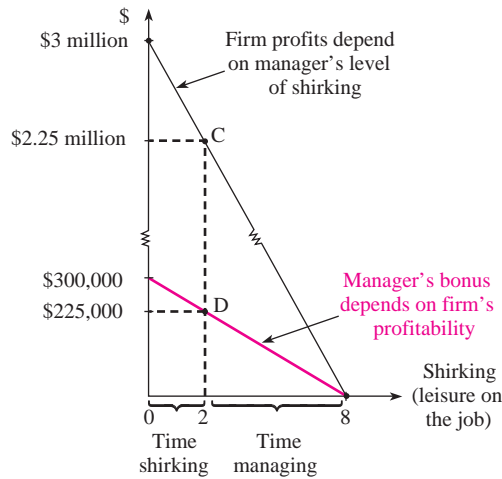 $
$3 million
Firm profits depend
on manager's level
of shirking
$2.25 million
C
$300,000
$225,000
D
Manager's bonus
depends on firm's
profitability
Shirking
(leisure on
the job)
0
2
8
Time
shirking
Time
managing